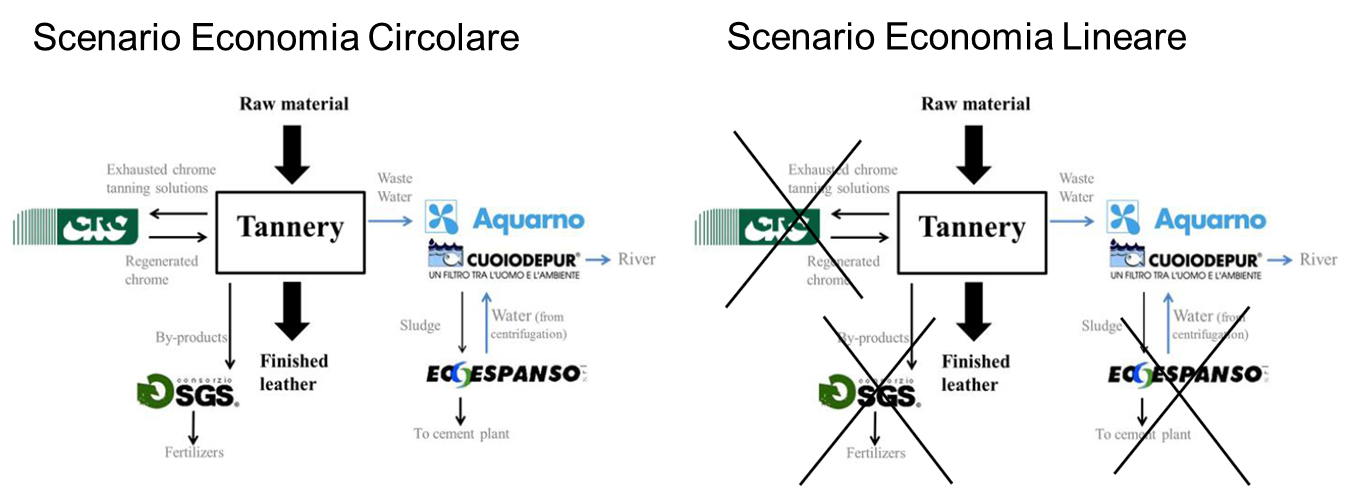 Scenario Economia Circolare
Raw material
Exhausted chrome
tanning solutions
Waste
Water
Tannery
Aquarno
CUOIODEPUR®
UN FILTRO TRA L'UOMO E L'AMBIENTE
River
Regenerated
chrome
Sludge
Water (from
centrifugation)
By-products
Finished
leather
ECOESPANSO
consorzio
SGS®
To cement plant
Fertilizers
Scenario Economia Lineare
Raw material
Exhausted chrome
tanning solutions
Waste
Water
Tannery
Aquarno
CUOIODEPUR®
UN FILTRO TRA L'UOMO E L'AMBIENTE
River
Regenerated
chrome
Sludge
Water (from
centrifugation)
By-products
Finished
leather
ECOESPANSO
consorzio
SGS®
To cement plant
Fertilizers